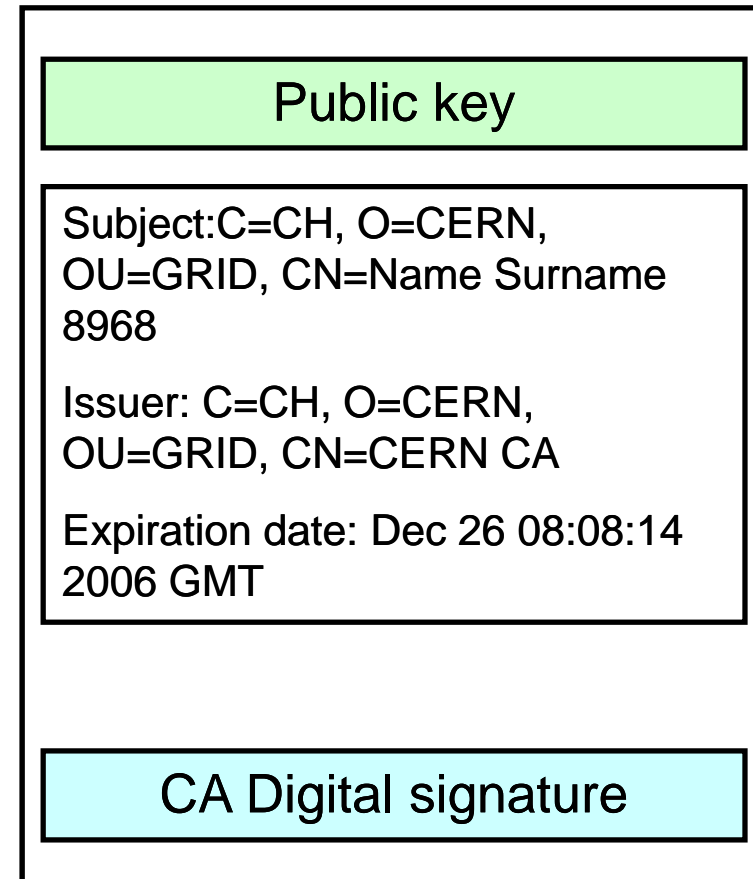 Public key
Subject:C=CH, O=CERN,
OU=GRID, CN=Name Surname
8968
Issuer: C=CH, O=CERN,
OU=GRID, CN=CERN CA
Expiration date: Dec 26 08:08:14
2006 GMT
CA Digital signature